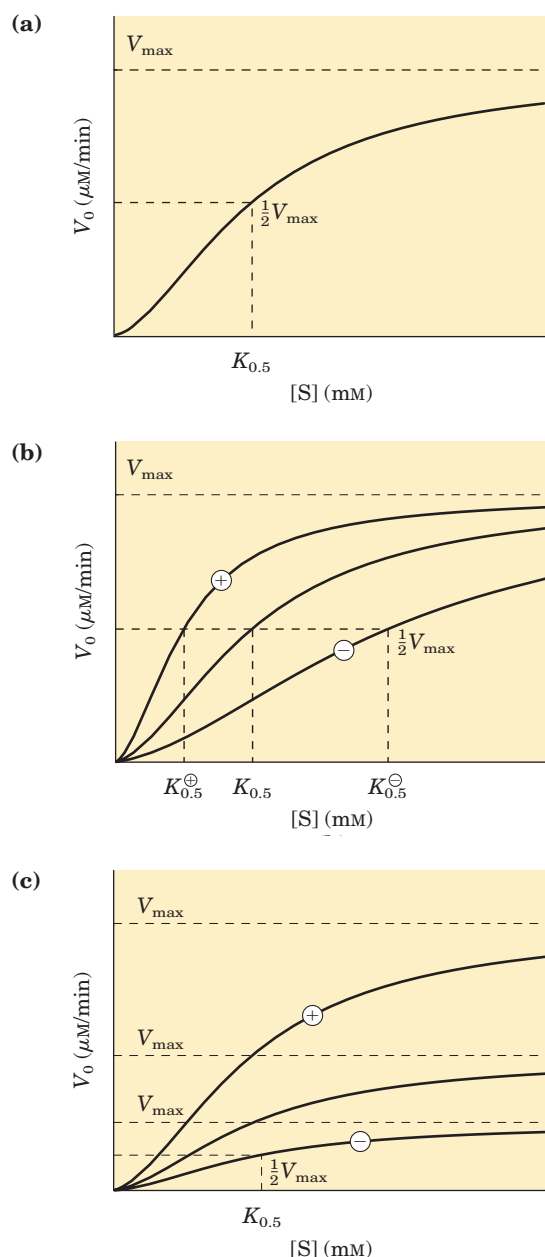 (a)
V_max
V_0 (μM/min)
½V_max
K_0.5
[S] (mM)
(b)
V_max
V_0 (μM/min)
+
−
½V_max
K_0.5^⊕ K_0.5 K_0.5^⊖
[S] (mM)
(c)
V_max
+
V_0 (μM/min)
V_max
V_max
−
½V_max
K_0.5
[S] (mM)